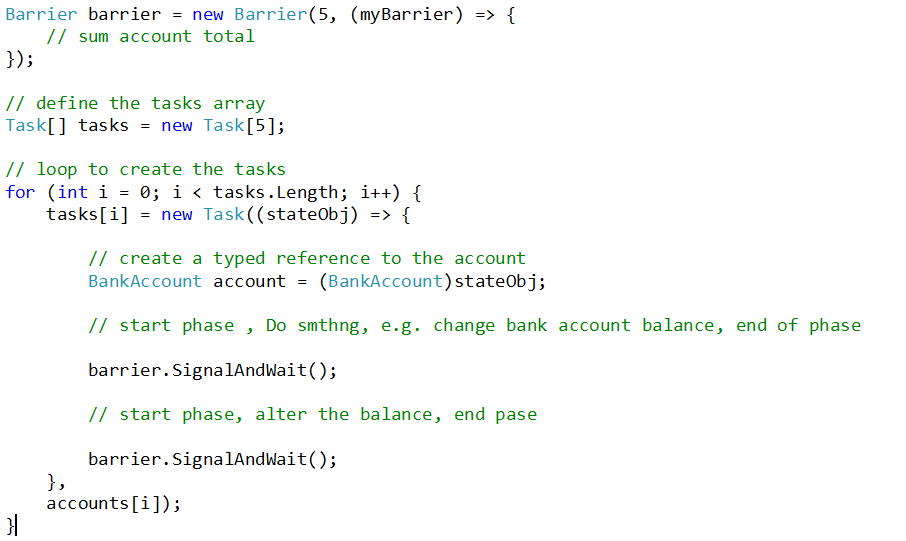 Barrier barrier = new Barrier(5, (myBarrier) => {
    // sum account total
});

// define the tasks array
Task[] tasks = new Task[5];

// loop to create the tasks
for (int i = 0; i < tasks.Length; i++) {
    tasks[i] = new Task((stateObj) => {

        // create a typed reference to the account
        BankAccount account = (BankAccount)stateObj;

        // start phase , Do smthng, e.g. change bank account balance, end of phase

        barrier.SignalAndWait();

        // start phase, alter the balance, end pase

        barrier.SignalAndWait();
    },
    accounts[i]);
}